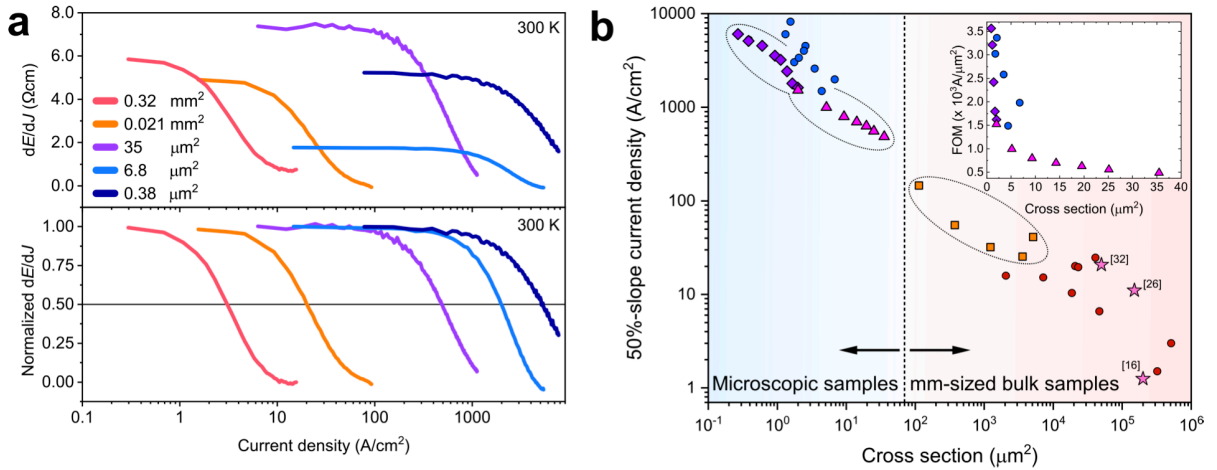 a
300 K
8.0
6.0
4.0
2.0
0.0
dE/dJ (Ωcm)
0.32 mm²
0.021 mm²
35 μm²
6.8 μm²
0.38 μm²
300 K
1.00
0.75
0.50
0.25
0.00
Normalized dE/dJ
0.1 1 10 100 1000
Current density (A/cm²)
b
10000
1000
100
10
1
50%-slope current density (A/cm²)
4.5
4.0
3.5
3.0
2.5
2.0
1.5
1.0
0.5
FOM (x 10³A/μm²)
0 5 10 15 20 25 30 35 40
Cross section (μm²)
[32]
[26]
[16]
Microscopic samples
mm-sized bulk samples
10⁻¹ 10⁰ 10¹ 10² 10³ 10⁴ 10⁵ 10⁶
Cross section (μm²)